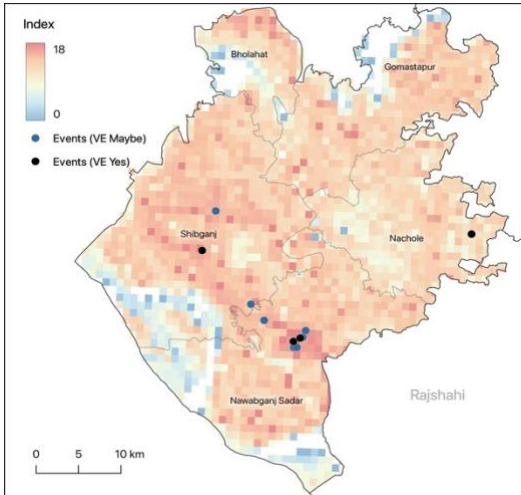 Index
18
0
Events (VE Maybe)
Events (VE Yes)
Bholahat
Gomastapur
Shibganj
Nachole
Nawabganj Sadar
Rajshahi
0 5 10 km